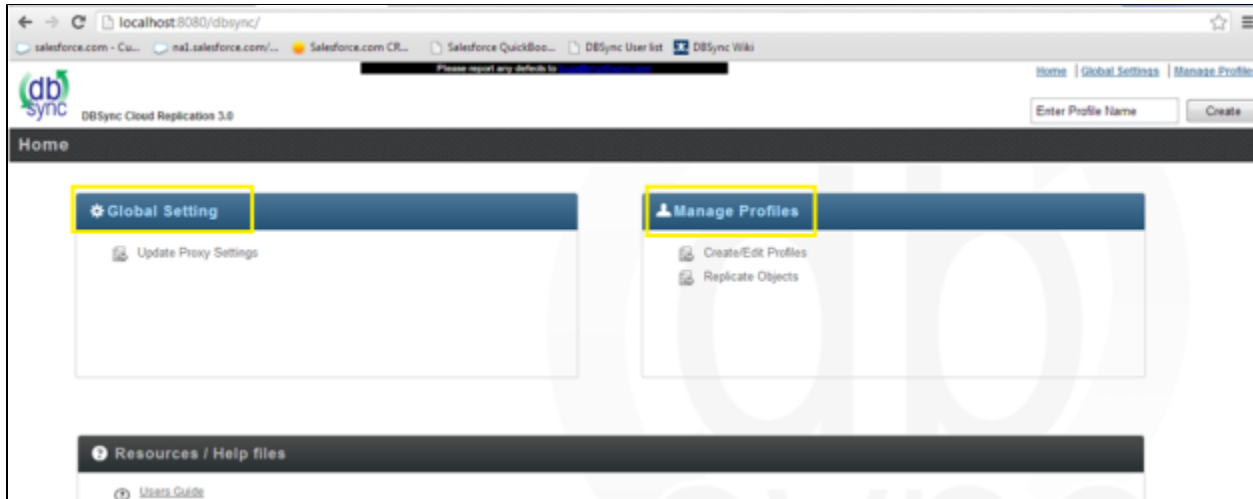 localhost:8080/dbsync/
salesforce.com - Cu... na1.salesforce.com/... Salesforce.com CR... Salesforce QuickBoo... DBSync User list DBSync Wiki
Please report any defects to
Home | Global Settings | Manage Profile
db
sync DBSync Cloud Replication 3.0
Enter Profile Name Create
Home
Global Setting
Update Proxy Settings
Manage Profiles
Create/Edit Profiles
Replicate Objects
Resources / Help files
Users Guide